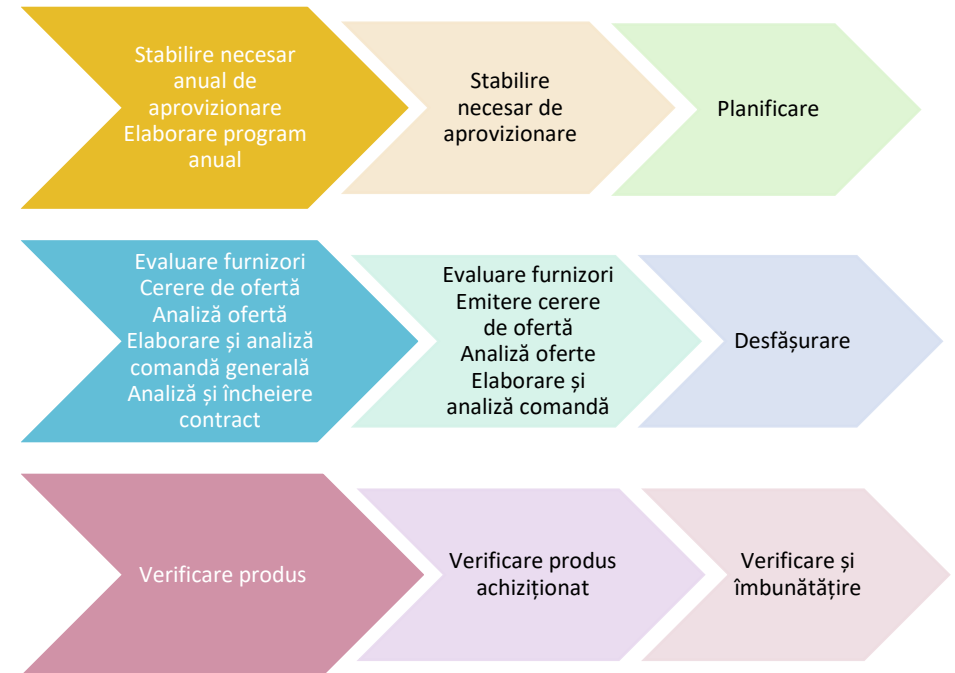 Stabilire necesar
anual de
aprovizionare
Elaborare program
anual
Stabilire
necesar de
aprovizionare
Planificare
Evaluare furnizori
Cerere de ofertă
Analiză ofertă
Elaborare și analiză
comandă generală
Analiză și încheiere
contract
Evaluare furnizori
Emitere cerere
de ofertă
Analiză oferte
Elaborare și
analiză comandă
Desfășurare
Verificare produs
Verificare produs
achiziționat
Verificare și
îmbunătățire